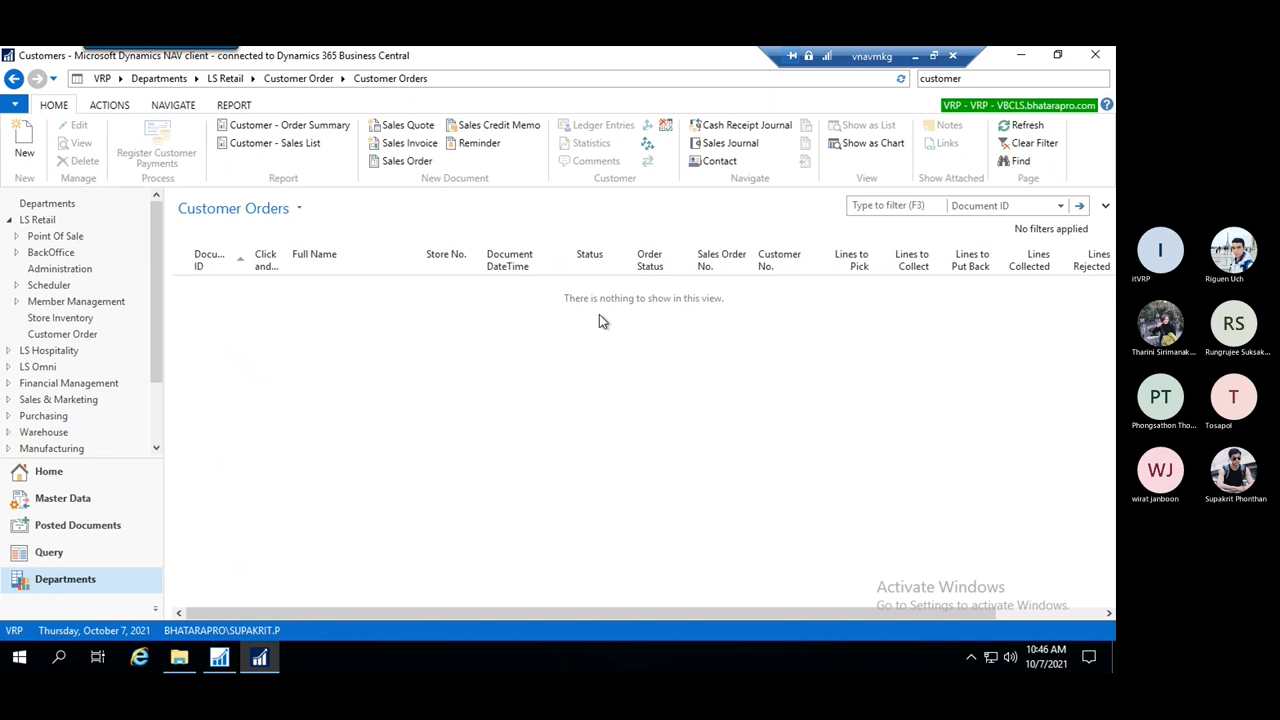 Customers - Microsoft Dynamics NAV client - connected to Dynamics 365 Business Central
vnavmkg
VRP
Departments
LS Retail
Customer Order
Customer Orders
customer
HOME
ACTIONS
NAVIGATE
REPORT
VRP - VRP - VBCLS.bhatarapro.com
New
Edit
View
Delete
Register Customer
Payments
Customer - Order Summary
Customer - Sales List
Sales Quote
Sales Invoice
Sales Order
Sales Credit Memo
Reminder
Ledger Entries
Statistics
Comments
Cash Receipt Journal
Sales Journal
Contact
Show as List
Show as Chart
Notes
Links
Refresh
Clear Filter
Find
New
Manage
Process
Report
New Document
Customer
Navigate
View
Show Attached
Page
Departments
LS Retail
Point Of Sale
BackOffice
Administration
Scheduler
Member Management
Store Inventory
Customer Order
LS Hospitality
LS Omni
Financial Management
Sales & Marketing
Purchasing
Warehouse
Manufacturing
Home
Master Data
Posted Documents
Query
Departments
Customer Orders
Type to filter (F3)
Document ID
No filters applied
Docu... ID
Click and...
Full Name
Store No.
Document DateTime
Status
Order Status
Sales Order No.
Customer No.
Lines to Pick
Lines to Collect
Lines to Put Back
Lines Collected
Lines Rejected
There is nothing to show in this view.
Activate Windows
Go to Settings to activate Windows.
VRP
Thursday, October 7, 2021
BHATARAPRO\SUPAKRIT.P
10:46 AM
10/7/2021
I
itVRP
Riguen Uch
Tharini Sirimanak...
RS
Rungrujee Suksak...
PT
Phongsathon Tho...
T
Tosapol
WJ
wirat janboon
Supakrit Phonthan